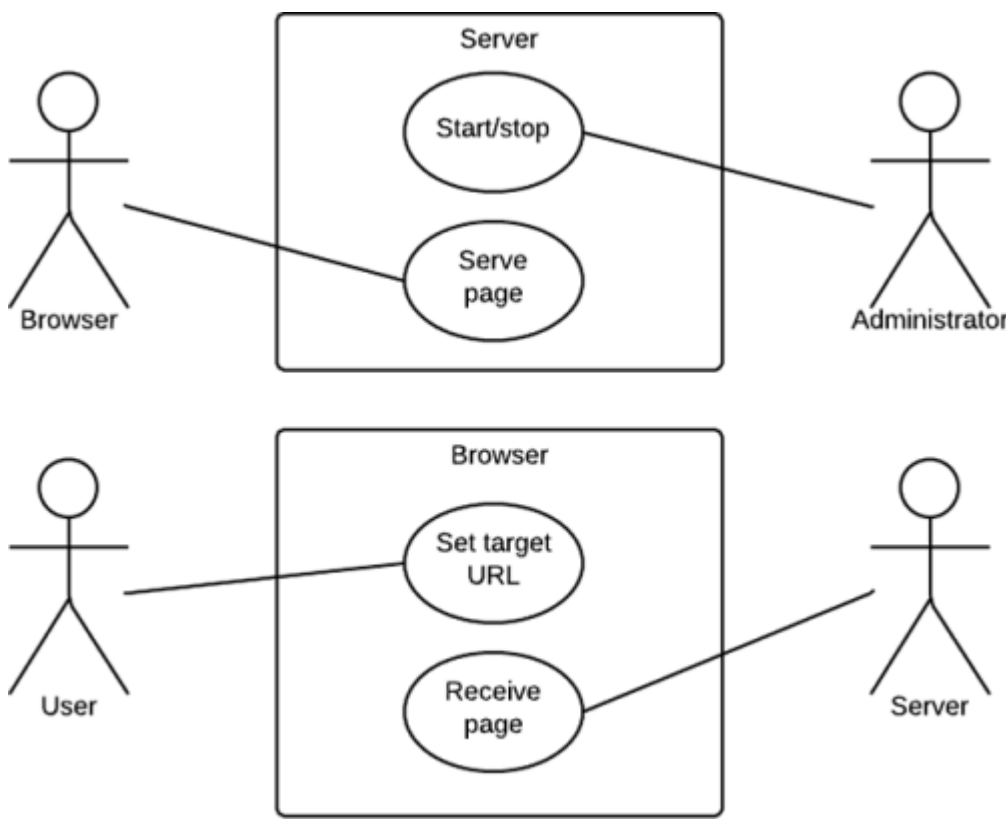 Server
Start/stop
Serve
page
Browser
Administrator
Browser
Set target
URL
Receive
page
User
Server